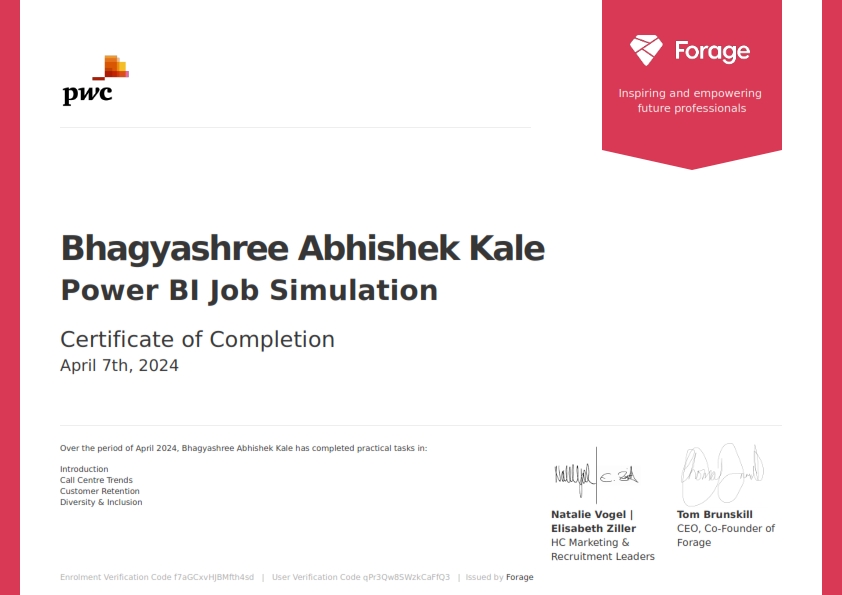 pwc
Forage
Inspiring and empowering
future professionals
Bhagyashree Abhishek Kale
Power BI Job Simulation
Certificate of Completion
April 7th, 2024
Over the period of April 2024, Bhagyashree Abhishek Kale has completed practical tasks in:
Introduction
Call Centre Trends
Customer Retention
Diversity & Inclusion
Natalie Vogel |
Elisabeth Ziller
HC Marketing &
Recruitment Leaders
Tom Brunskill
CEO, Co-Founder of
Forage
Enrolment Verification Code f7aGCxvHJBMfth4sd | User Verification Code qPr3Qw8SWzkCaFfQ3 | Issued by Forage